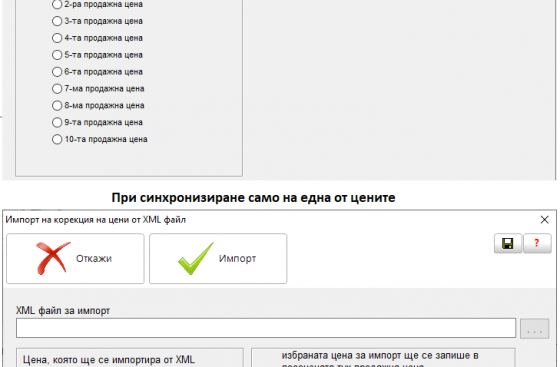 2-ра продажна цена
3-та продажна цена
4-та продажна цена
5-та продажна цена
6-та продажна цена
7-ма продажна цена
8-ма продажна цена
9-та продажна цена
10-та продажна цена
При синхронизиране само на една от цените
Импорт на корекция на цени от XML файл
Откажи
Импорт
?
XML файл за импорт
...
Цена, която ще се импортира от XML
избраната цена за импорт ще се запише в